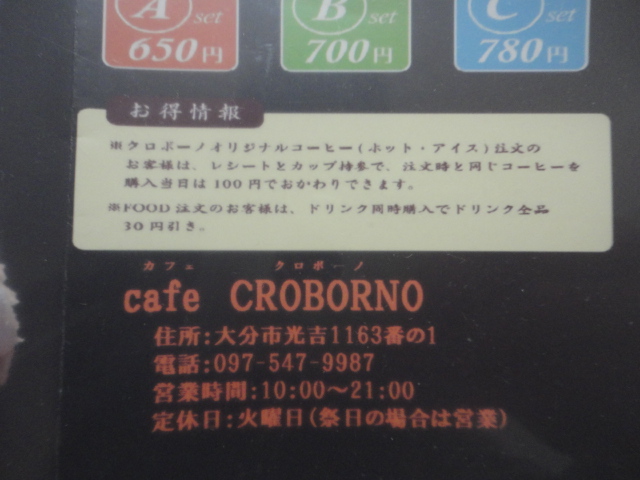 A set
B set
C set
650円
700円
780円
お得情報
※クロボーノオリジナルコーヒー(ホット・アイス)注文の
お客様は、レシートとカップ持参で、注文時と同じコーヒーを
購入当日は100円でおかわりできます。
※FOOD注文のお客様は、ドリンク同時購入でドリンク全品
30円引き。
カフェ クロボーノ
cafe CROBORNO
住所:大分市光吉1163番の1
電話:097-547-9987
営業時間:10:00〜21:00
定休日:火曜日(祭日の場合は営業)